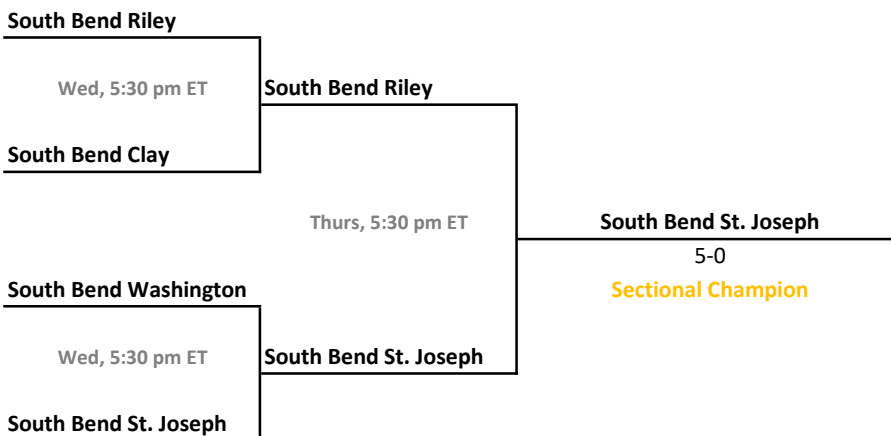 South Bend Riley
Wed, 5:30 pm ET
South Bend Riley
South Bend Clay
Thurs, 5:30 pm ET
South Bend St. Joseph
5-0
South Bend Washington
Sectional Champion
Wed, 5:30 pm ET
South Bend St. Joseph
South Bend St. Joseph